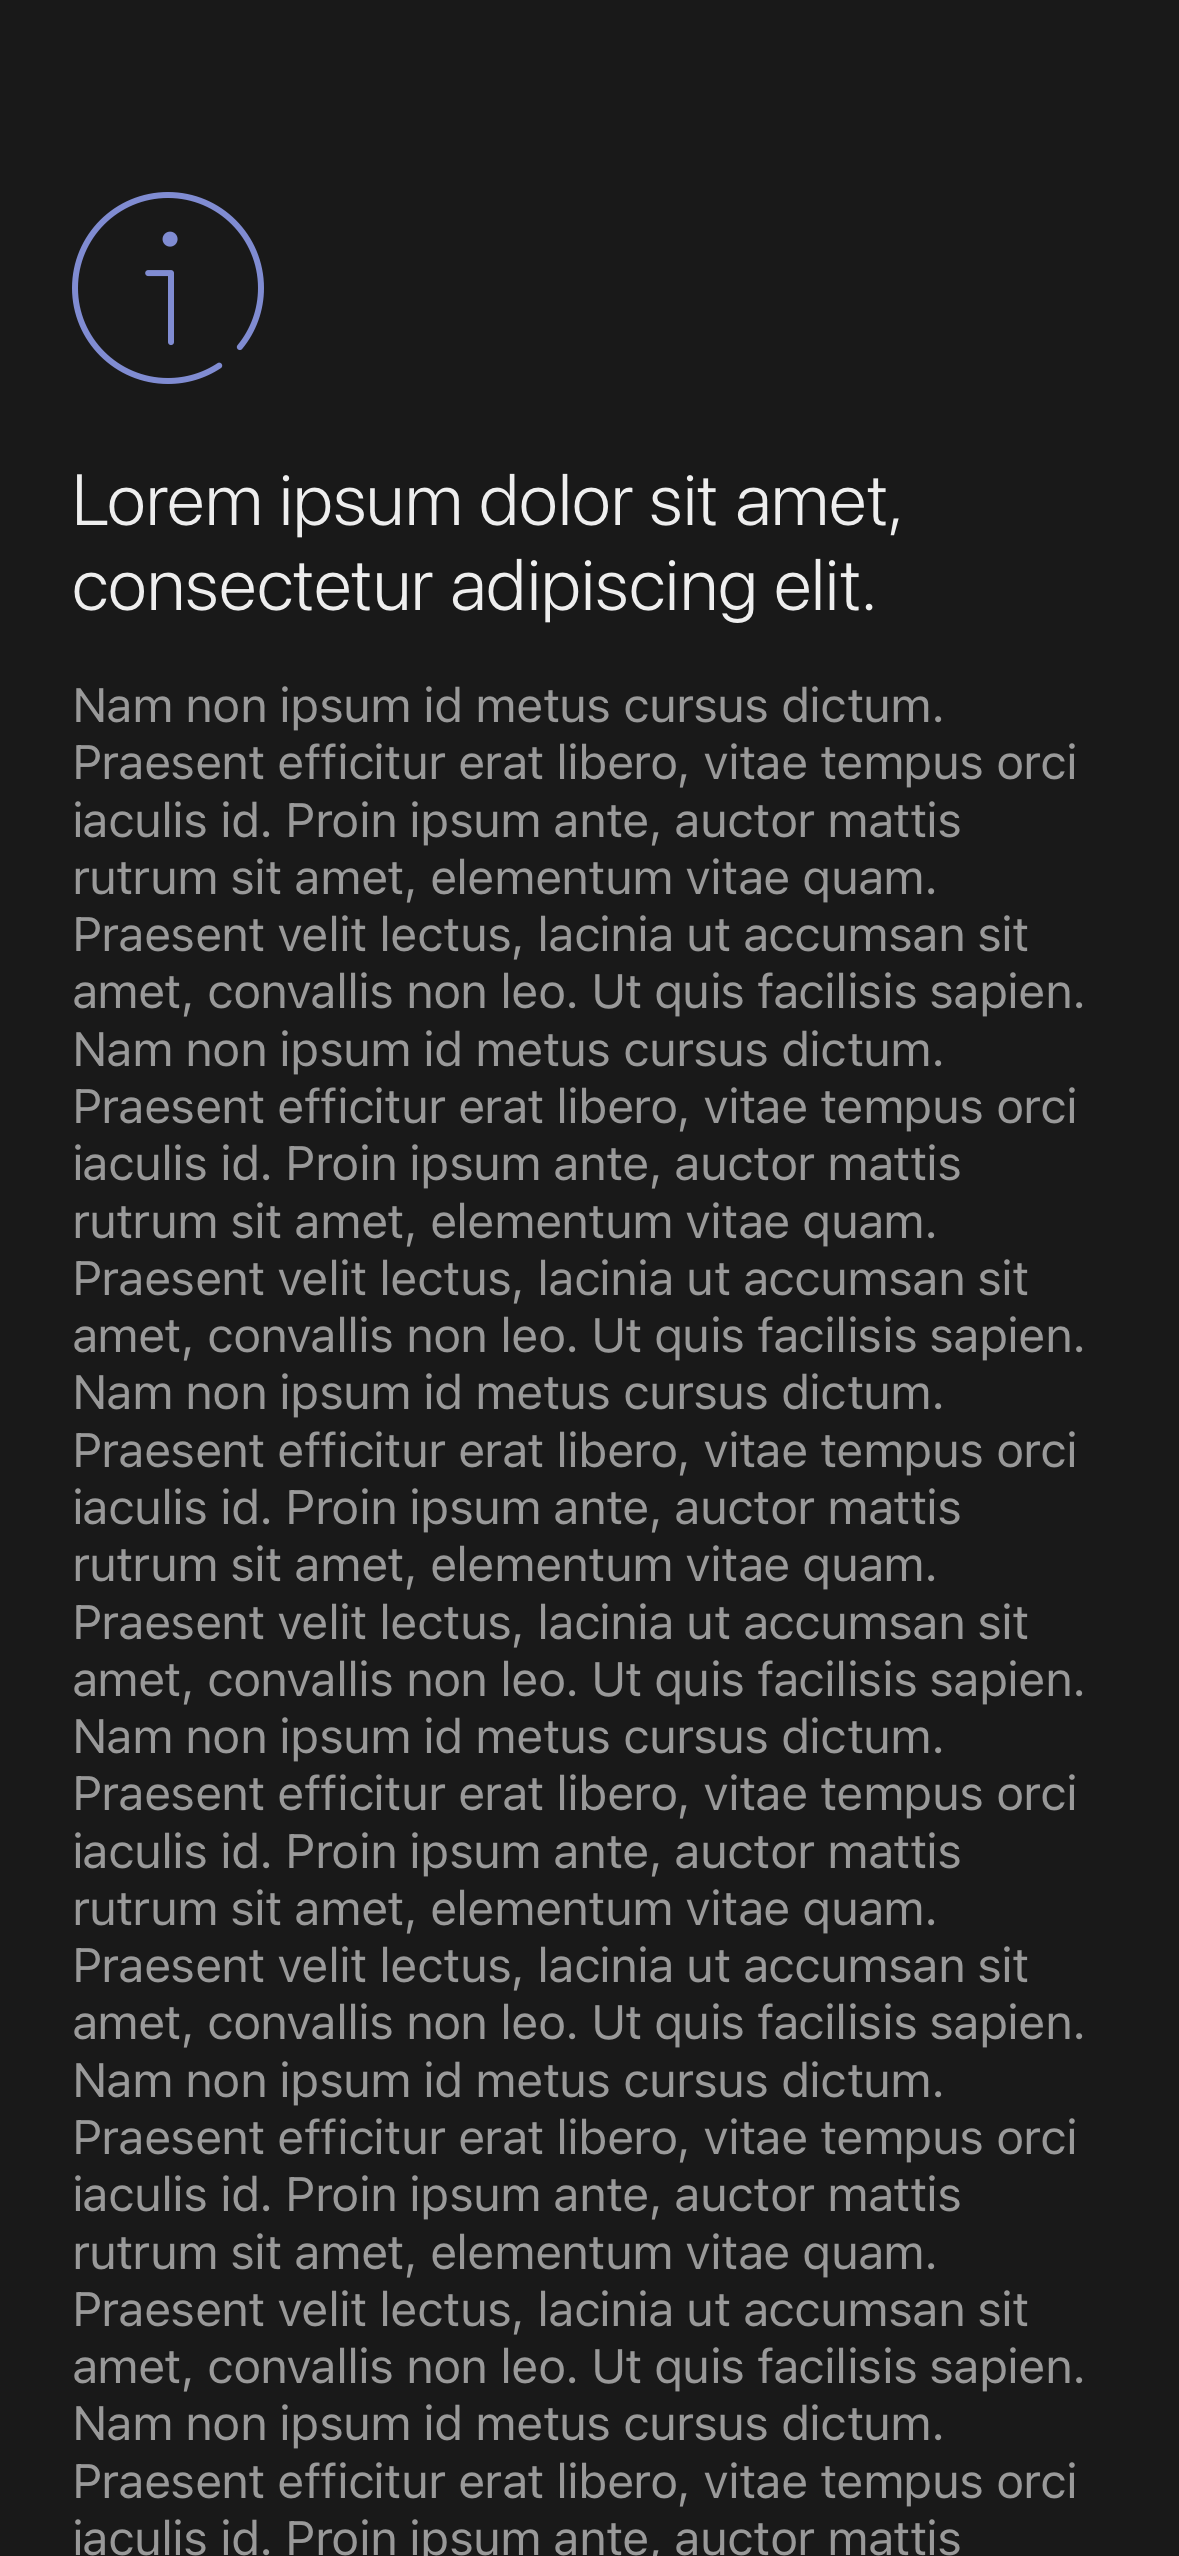 Lorem ipsum dolor sit amet,
consectetur adipiscing elit.
Nam non ipsum id metus cursus dictum.
Praesent efficitur erat libero, vitae tempus orci
iaculis id. Proin ipsum ante, auctor mattis
rutrum sit amet, elementum vitae quam.
Praesent velit lectus, lacinia ut accumsan sit
amet, convallis non leo. Ut quis facilisis sapien.
Nam non ipsum id metus cursus dictum.
Praesent efficitur erat libero, vitae tempus orci
iaculis id. Proin ipsum ante, auctor mattis
rutrum sit amet, elementum vitae quam.
Praesent velit lectus, lacinia ut accumsan sit
amet, convallis non leo. Ut quis facilisis sapien.
Nam non ipsum id metus cursus dictum.
Praesent efficitur erat libero, vitae tempus orci
iaculis id. Proin ipsum ante, auctor mattis
rutrum sit amet, elementum vitae quam.
Praesent velit lectus, lacinia ut accumsan sit
amet, convallis non leo. Ut quis facilisis sapien.
Nam non ipsum id metus cursus dictum.
Praesent efficitur erat libero, vitae tempus orci
iaculis id. Proin ipsum ante, auctor mattis
rutrum sit amet, elementum vitae quam.
Praesent velit lectus, lacinia ut accumsan sit
amet, convallis non leo. Ut quis facilisis sapien.
Nam non ipsum id metus cursus dictum.
Praesent efficitur erat libero, vitae tempus orci
iaculis id. Proin ipsum ante, auctor mattis
rutrum sit amet, elementum vitae quam.
Praesent velit lectus, lacinia ut accumsan sit
amet, convallis non leo. Ut quis facilisis sapien.
Nam non ipsum id metus cursus dictum.
Praesent efficitur erat libero, vitae tempus orci
iaculis id. Proin ipsum ante, auctor mattis